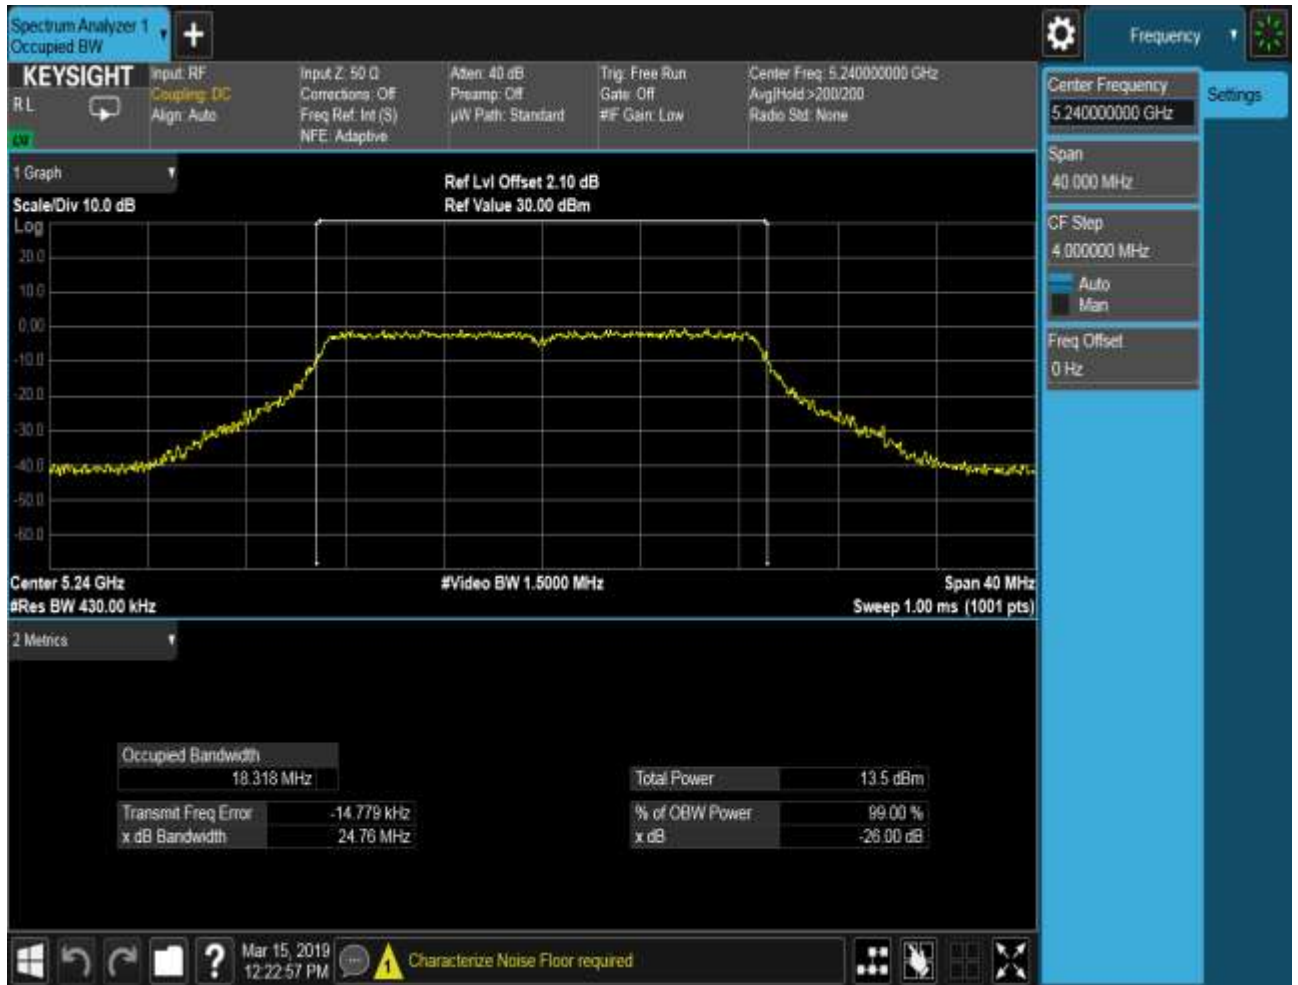 Spectrum Analyzer 1
Occupied BW
Frequency
KEYSIGHT
R L
Input: RF
Coupling: DC
Align: Auto
Input Z: 50 Ω
Corrections: Off
Freq Ref: Int (S)
NFE: Adaptive
Atten: 40 dB
Preamp: Off
µW Path: Standard
Trig: Free Run
Gate: Off
#IF Gain: Low
Center Freq: 5.240000000 GHz
Avg|Hold:>200/200
Radio Std: None
Center Frequency
5.240000000 GHz
Settings
Span
40.000 MHz
CF Step
4.000000 MHz
Auto
Man
Freq Offset
0 Hz
1 Graph
Ref Lvl Offset 2.10 dB
Scale/Div 10.0 dB
Ref Value 30.00 dBm
Log
20.0
10.0
0.00
-10.0
-20.0
-30.0
-40.0
-50.0
-60.0
Center 5.24 GHz
#Video BW 1.5000 MHz
Span 40 MHz
#Res BW 430.00 kHz
Sweep 1.00 ms (1001 pts)
2 Metrics
Occupied Bandwidth
18.318 MHz
Total Power 13.5 dBm
Transmit Freq Error -14.779 kHz
% of OBW Power 99.00 %
x dB Bandwidth 24.76 MHz
x dB -26.00 dB
?
Mar 15, 2019
12:22:57 PM
1
Characterize Noise Floor required